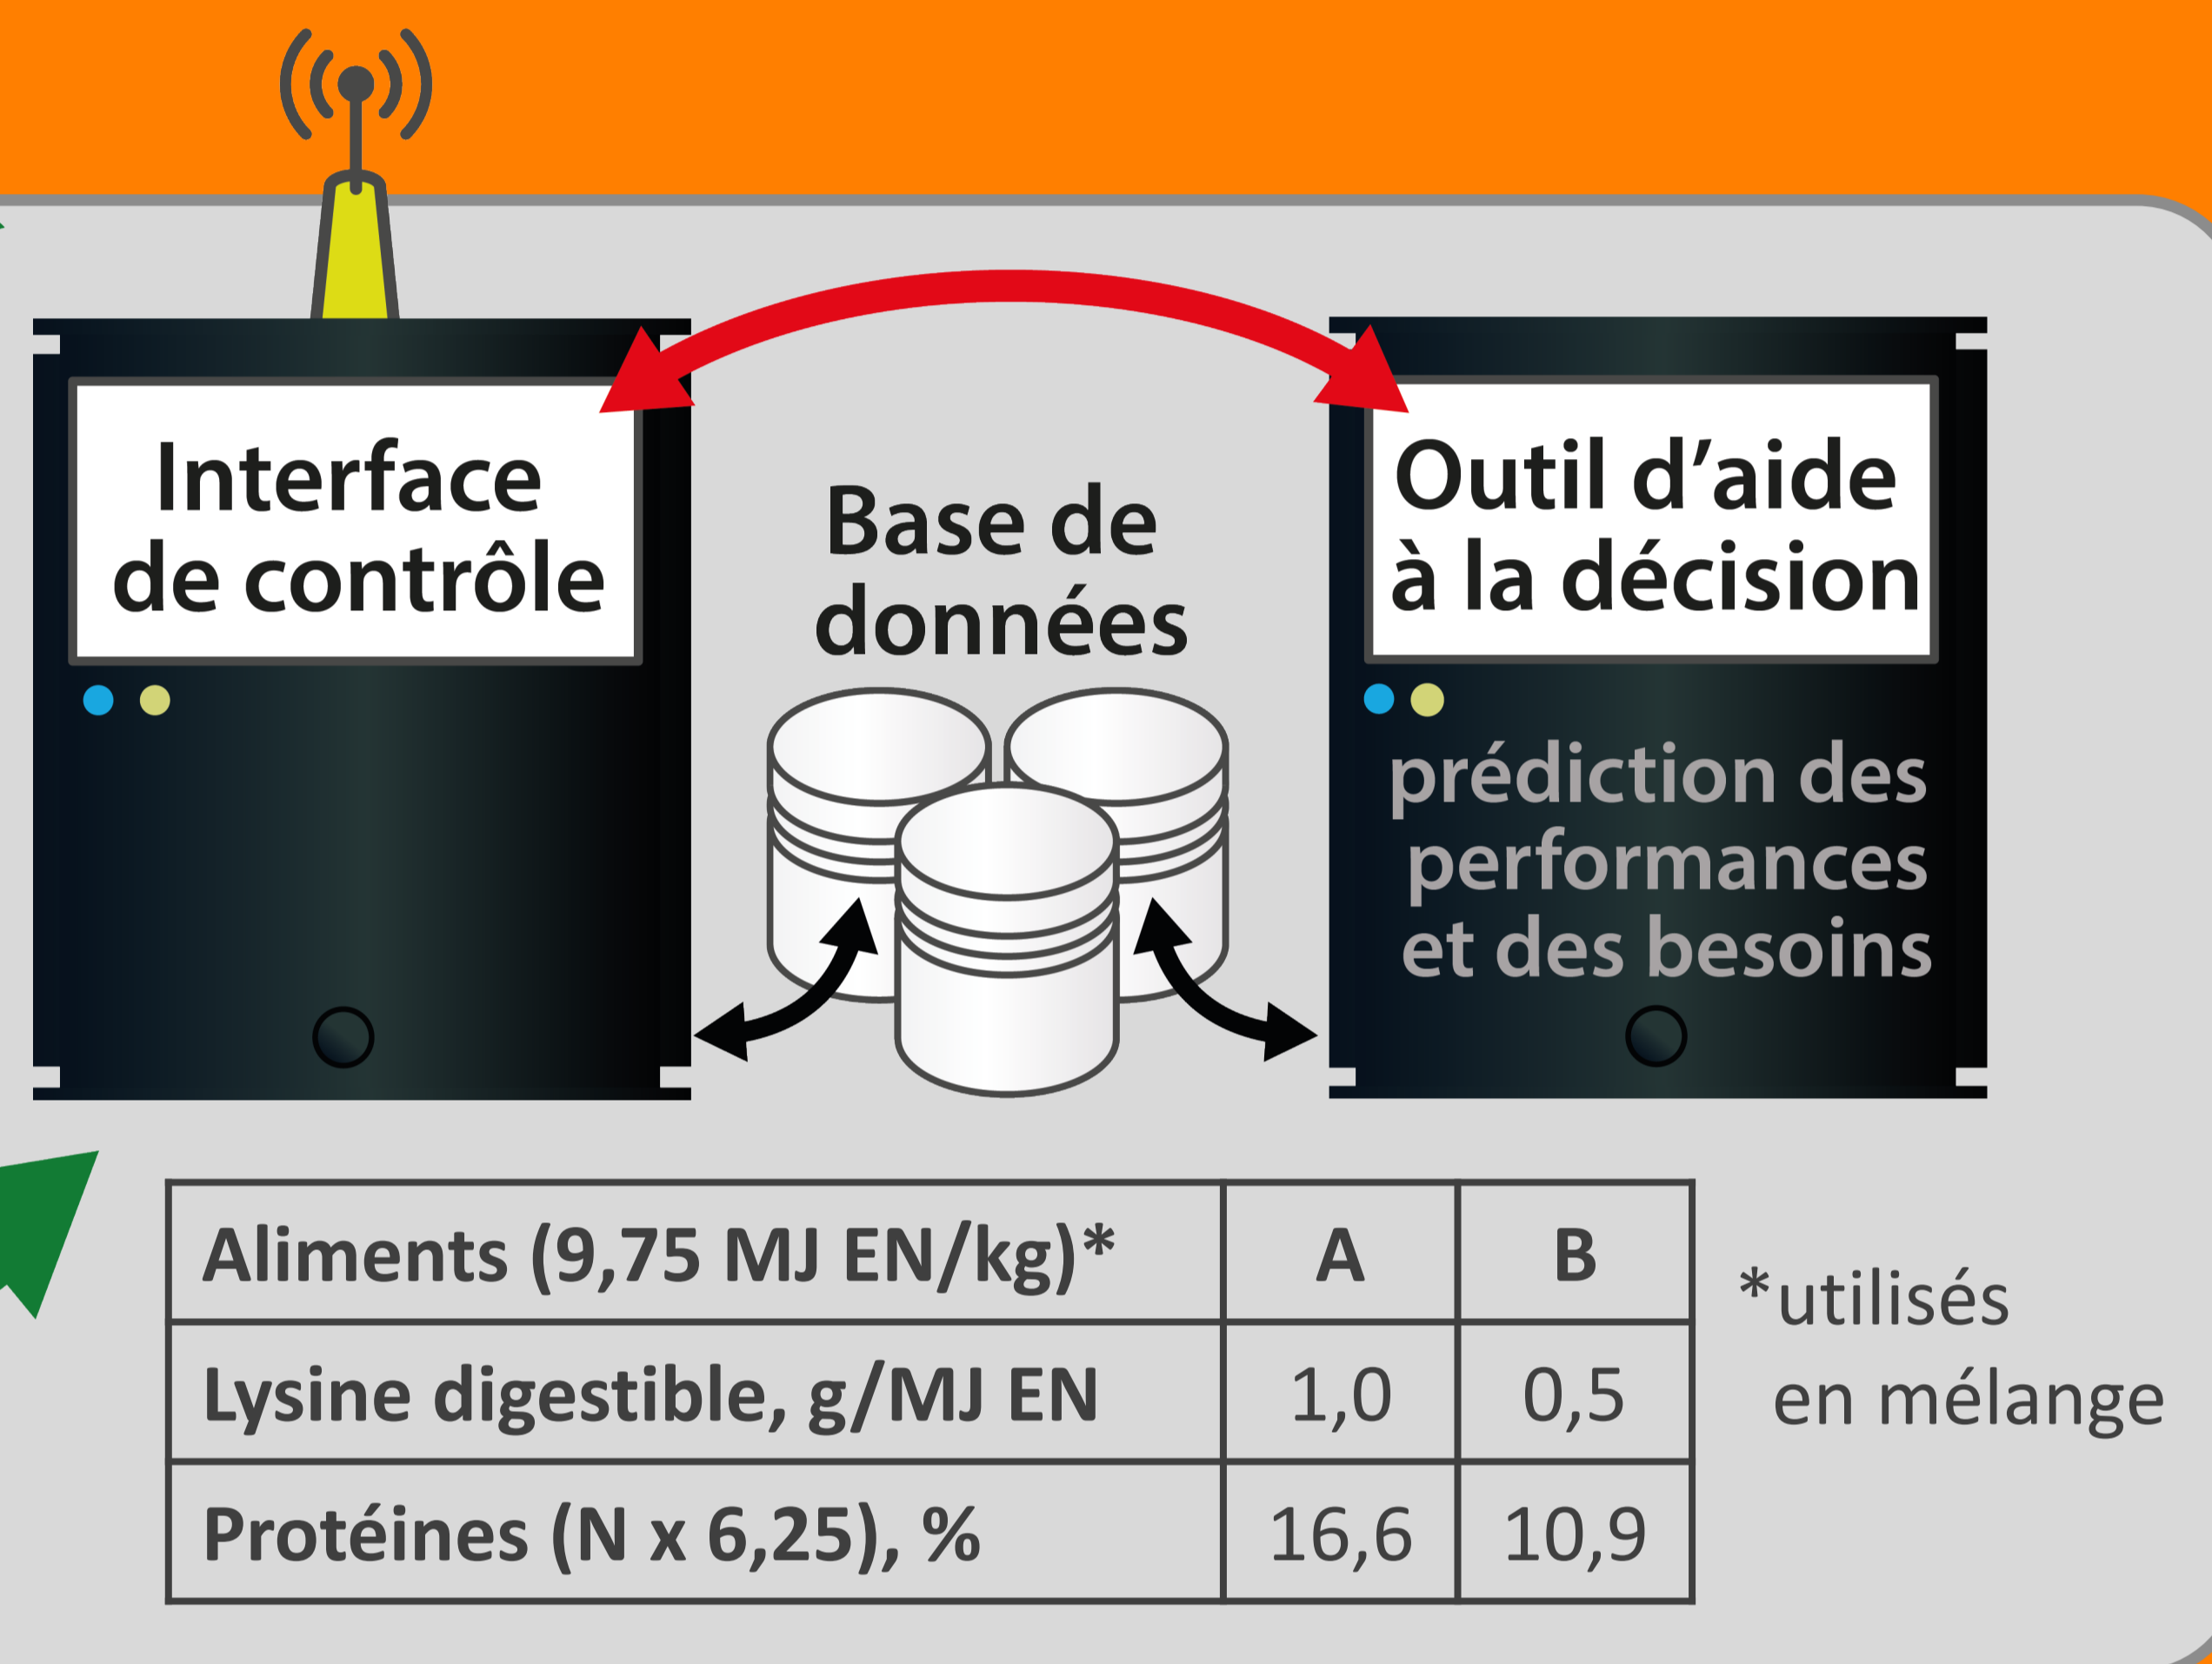 Interface
de contrôle
Base de
données
Outil d’aide
à la décision
prédiction des
performances
et des besoins
Aliments (9,75 MJ EN/kg)* A B
Lysine digestible, g/MJ EN 1,0 0,5
Protéines (N x 6,25), % 16,6 10,9
*utilisés
en mélange